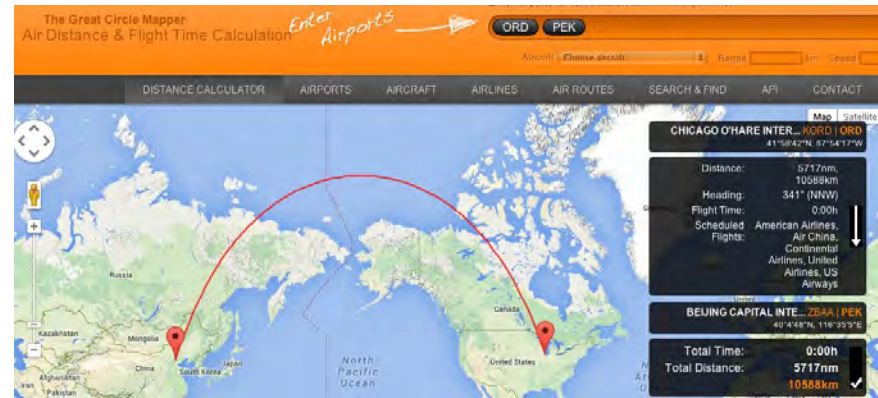 The Great Circle Mapper
Air Distance & Flight Time Calculation
Enter
Airports
ORD PEK
Aircraft: Choose aircraft Range km Speed
DISTANCE CALCULATOR AIRPORTS AIRCRAFT AIRLINES AIR ROUTES SEARCH & FIND API CONTACT
Map Satellite
CHICAGO O'HARE INTER... KORD | ORD
41°58'42"N, 87°54'17"W
Distance: 5717nm,
10588km
Heading: 341° (NNW)
Flight Time: 0:00h
Scheduled American Airlines,
Flights: Air China,
Continental
Airlines, United
Airlines, US
Airways
BEIJING CAPITAL INTE... ZBAA | PEK
40°4'48"N, 116°35'5"E
Total Time: 0:00h
Total Distance: 5717nm
10588km
Russia
Canada
Kazakhstan
Mongolia
China
South Korea
Japan
North
Pacific
Ocean
United States
Afghanistan
Iran
Pakistan